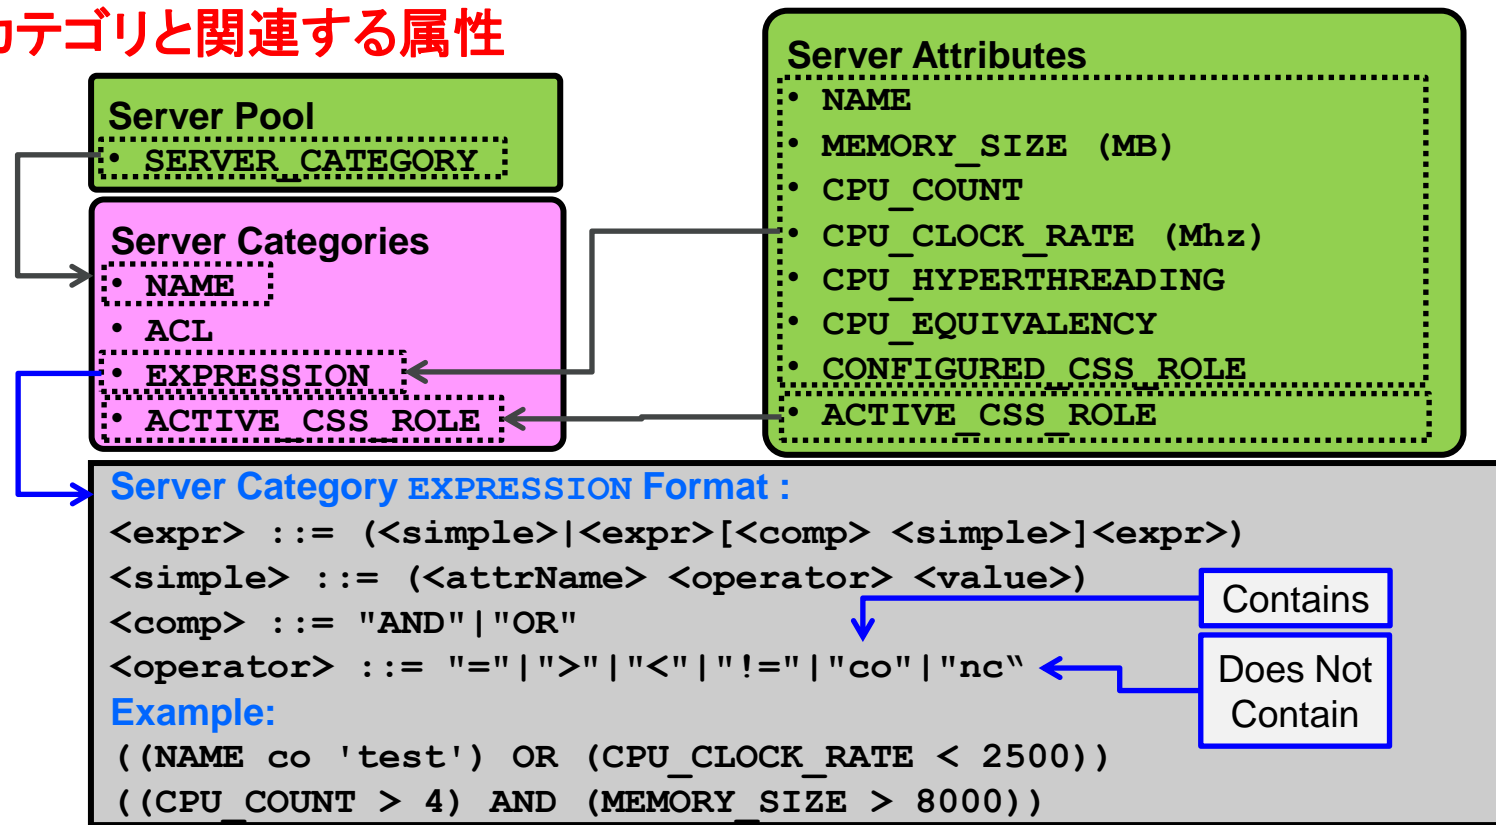 カテゴリと関連する属性
Server Pool
• SERVER_CATEGORY
Server Categories
• NAME
• ACL
• EXPRESSION
• ACTIVE_CSS_ROLE
Server Attributes
• NAME
• MEMORY_SIZE (MB)
• CPU_COUNT
• CPU_CLOCK_RATE (Mhz)
• CPU_HYPERTHREADING
• CPU_EQUIVALENCY
• CONFIGURED_CSS_ROLE
• ACTIVE_CSS_ROLE
Server Category EXPRESSION Format :
<expr> ::= (<simple>|<expr>[<comp> <simple>]<expr>)
<simple> ::= (<attrName> <operator> <value>)
<comp> ::= "AND"|"OR"
<operator> ::= "="|">"|"<"|"!="|"co"|"nc“
Contains
Does Not
Contain
Example:
((NAME co 'test') OR (CPU_CLOCK_RATE < 2500))
((CPU_COUNT > 4) AND (MEMORY_SIZE > 8000))